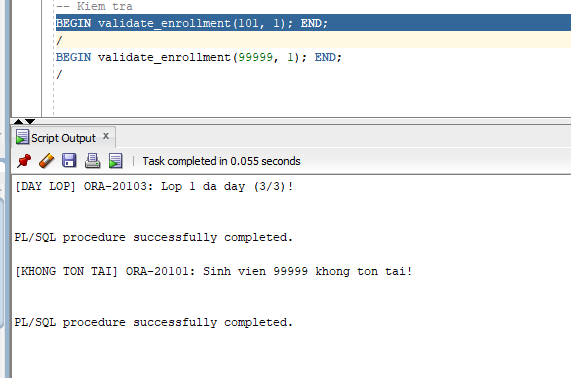 -- Kiem tra
BEGIN validate_enrollment(101, 1); END;
/
BEGIN validate_enrollment(99999, 1); END;
/
Script Output x
Task completed in 0.055 seconds
[DAY LOP] ORA-20103: Lop 1 da day (3/3)!
PL/SQL procedure successfully completed.
[KHONG TON TAI] ORA-20101: Sinh vien 99999 khong ton tai!
PL/SQL procedure successfully completed.